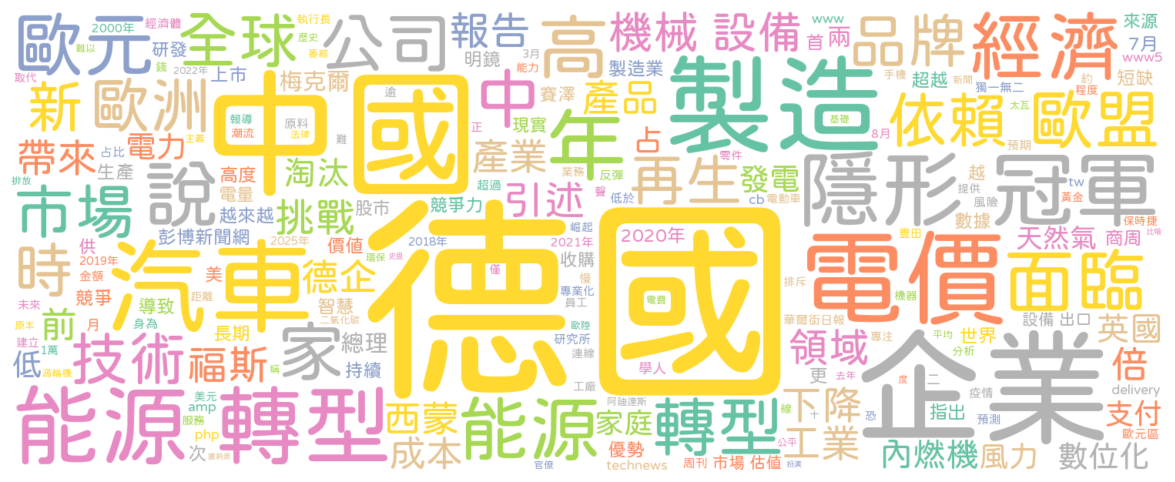 歐元
2000年
經濟體
全球
執行長
歷史
公司
報告
高
機械 設備
www
首
兩
品牌
經濟
來源
7月
www5
研發
上市
梅克爾
明鏡
3月
能力
製造業
手機
超越
新聞
獨一無二
豹
程度
短缺
取代
錢
2022年
新
歐洲
中國
逾
中
賽澤
產品
製造
基礎
依賴
歐盟
太瓦
8月
預期
報導
潮流
原料
法律
難
正
現實
年
占
帶來
主義
電力
占比
生產
高度
淘汰
產業
業務
反彈
零件
再生
發電
隱形 冠軍
越
提供
風險
tw
黃金
排放
電量
超過
競爭力
引述
聲
低於
cb
電動車
數據
保時捷
比喻
市場
說
越來越
挑戰
股市
崛起
2020年
豐田
天然氣
商周
彭博新聞網
供
2019年
金額
價值
2025年
環保
史恩
2018年
2021年
收購
僅
慢
德國
時
汽車
美
德企
競爭
未來
導致
距離
智慧
二氧化碳
專業化
員工
電費
排斥
機器
電價
面臨
華爾街日報
設備
出口
英國
前
月
身為
長期
原本
建立
1萬
低
渦輪機
技術
福斯
稱
家
總理
持續
歐陸
研究所
連線
學人
領域
更
專注
平均
世界
分析
企業
倍
度
二
疫情
delivery
工廠
能源
轉型
美元
amp
服務
php
次
西蒙
能源
轉型
阿迪達斯
家庭
線
十
下降
恐
指出
預測
支付
歐元區
成本
官僚
優勢
technews
周刊
市場 估值
公平
扮演
工業
內燃機
風力
數位化
去年